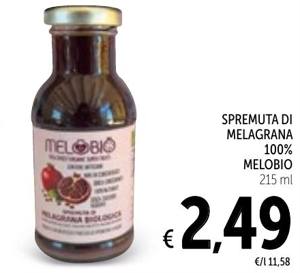 MELOBIO
SPREMUTA DI
MELAGRANA BIOLOGICA
SPREMUTA DI
MELAGRANA
100%
MELOBIO
215 ml
€ 2,49
€/l 11,58